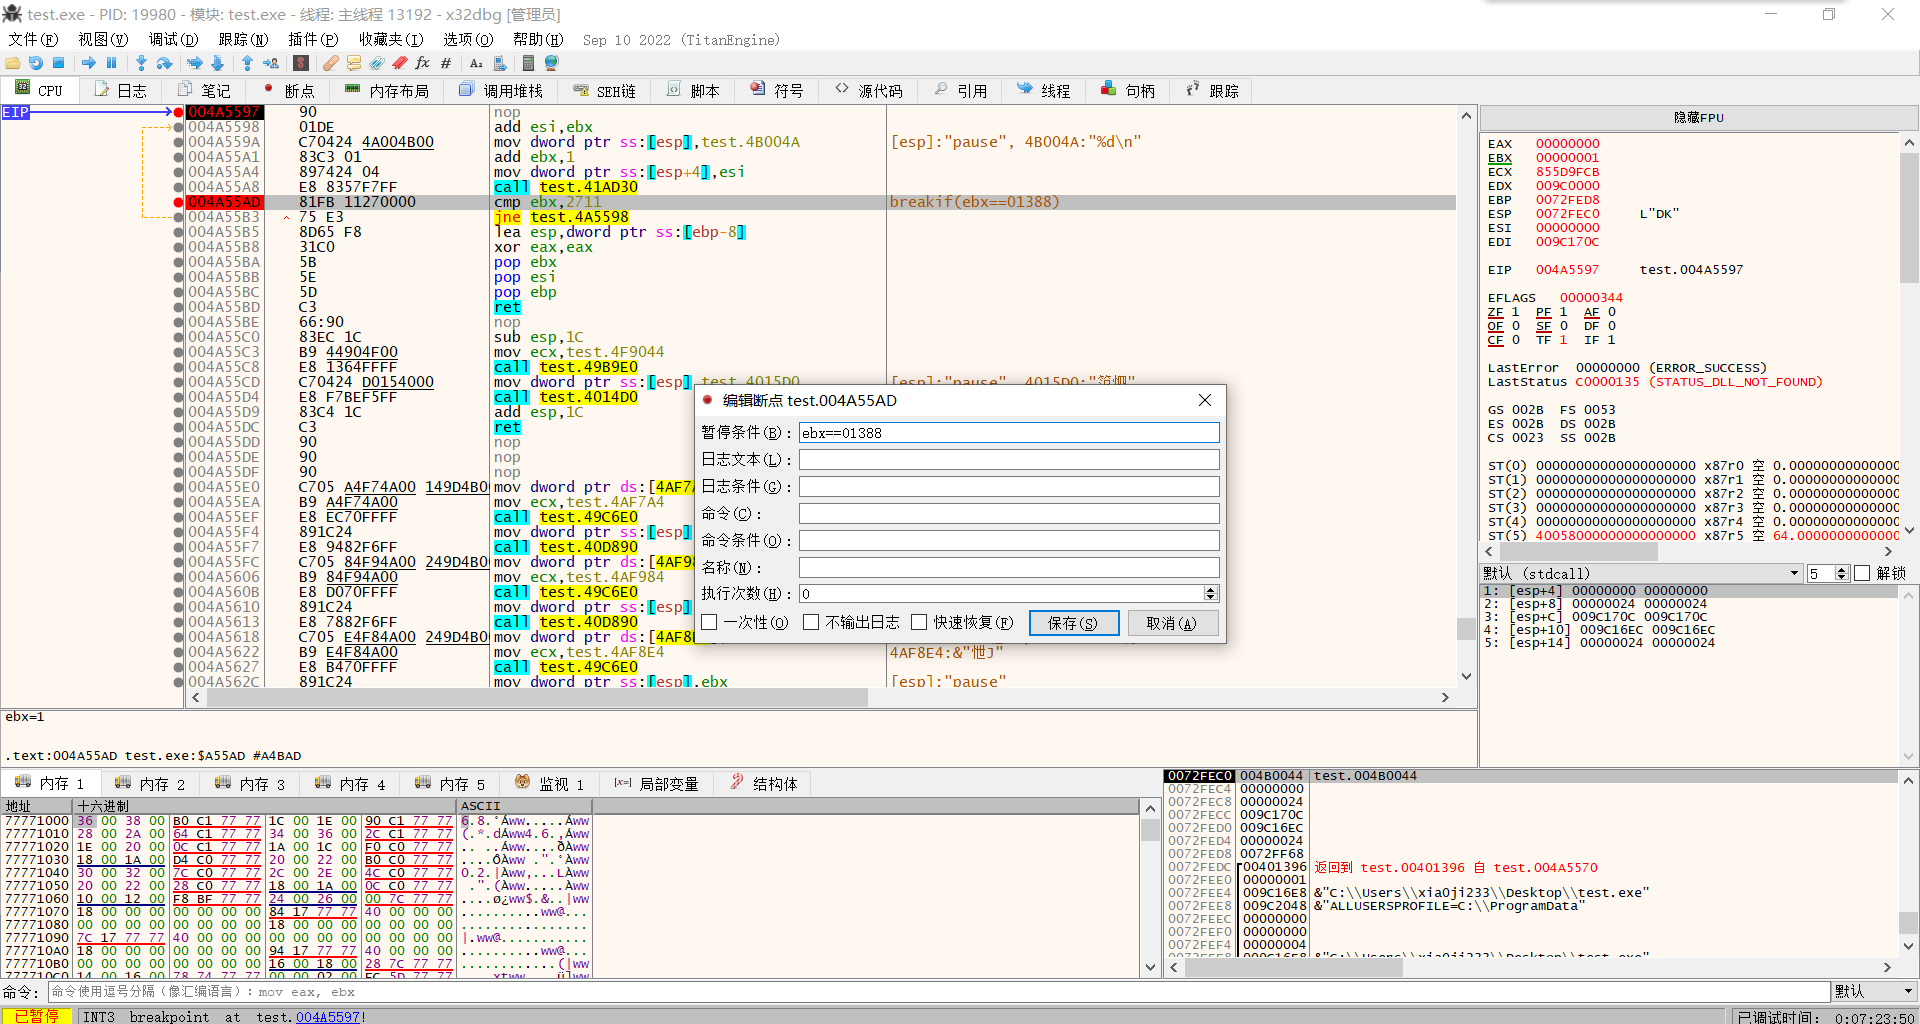 test.exe - PID: 19980 - 模块: test.exe - 线程: 主线程 13192 - x32dbg [管理员]
文件(F) 视图(V) 调试(D) 跟踪(N) 插件(P) 收藏夹(I) 选项(O) 帮助(H) Sep 10 2022 (TitanEngine)
CPU 日志 笔记 断点 内存布局 调用堆栈 SEH链 脚本 符号 源代码 引用 线程 句柄 跟踪
EIP 004A5597 90 nop
004A5598 01DE add esi,ebx
004A559A C70424 4A004B00 mov dword ptr ss:[esp],test.4B004A [esp]:"pause", 4B004A:"%d\n"
004A55A1 83C3 01 add ebx,1
004A55A4 897424 04 mov dword ptr ss:[esp+4],esi
004A55A8 E8 8357F7FF call test.41AD30
004A55AD 81FB 11270000 cmp ebx,2711 breakif(ebx==01388)
004A55B3 75 E3 jne test.4A5598
004A55B5 8D65 F8 lea esp,dword ptr ss:[ebp-8]
004A55B8 31C0 xor eax,eax
004A55BA 5B pop ebx
004A55BB 5E pop esi
004A55BC 5D pop ebp
004A55BD C3 ret
004A55BE 66:90 nop
004A55C0 83EC 1C sub esp,1C
004A55C3 B9 44904F00 mov ecx,test.4F9044
004A55C8 E8 1364FFFF call test.49B9E0
004A55CD C70424 D0154000 mov dword ptr ss:[esp],test.4015D0
004A55D4 E8 F7BEF5FF call test.4014D0
004A55D9 83C4 1C add esp,1C
004A55DC C3 ret
004A55DD 90 nop
004A55DE 90 nop
004A55DF 90 nop
004A55E0 C705 A4F74A00 149D4B00 mov dword ptr ds:[4AF7A
004A55EA B9 A4F74A00 mov ecx,test.4AF7A4
004A55EF E8 EC70FFFF call test.49C6E0
004A55F4 891C24 mov dword ptr ss:[esp]
004A55F7 E8 9482F6FF call test.40D890
004A55FC C705 84F94A00 249D4B00 mov dword ptr ds:[4AF98
004A5606 B9 84F94A00 mov ecx,test.4AF984
004A560B E8 D070FFFF call test.49C6E0
004A5610 891C24 mov dword ptr ss:[esp]
004A5613 E8 7882F6FF call test.40D890
004A5618 C705 E4F84A00 249D4B00 mov dword ptr ds:[4AF8E
004A5622 B9 E4F84A00 mov ecx,test.4AF8E4 4AF8E4:&"怈J"
004A5627 E8 B470FFFF call test.49C6E0
004A562C 891C24 mov dword ptr ss:[esp],ebx [esp]:"pause"
编辑断点 test.004A55AD
暂停条件(B): ebx==01388
日志文本(L):
日志条件(G):
命令(C):
命令条件(O):
名称(N):
执行次数(H): 0
一次性(O) 不输出日志 快速恢复(F) 保存(S) 取消(A)
隐藏FPU
EAX 00000000
EBX 00000001
ECX 855D9FCB
EDX 009C0000
EBP 0072FED8
ESP 0072FEC0 L"DK"
ESI 00000000
EDI 009C170C
EIP 004A5597 test.004A5597
EFLAGS 00000344
ZF 1 PF 1 AF 0
OF 0 SF 0 DF 0
CF 0 TF 1 IF 1
LastError 00000000 (ERROR_SUCCESS)
LastStatus C0000135 (STATUS_DLL_NOT_FOUND)
GS 002B FS 0053
ES 002B DS 002B
CS 0023 SS 002B
ST(0) 00000000000000000000 x87r0 空 0.00000000000000
ST(1) 00000000000000000000 x87r1 空 0.00000000000000
ST(2) 00000000000000000000 x87r2 空 0.00000000000000
ST(3) 00000000000000000000 x87r3 空 0.00000000000000
ST(4) 00000000000000000000 x87r4 空 0.00000000000000
ST(5) 40058000000000000000 x87r5 空 64.0000000000000
默认 (stdcall) 5 解锁
1: [esp+4] 00000000 00000000
2: [esp+8] 00000024 00000024
3: [esp+C] 009C170C 009C170C
4: [esp+10] 009C16EC 009C16EC
5: [esp+14] 00000024 00000024
ebx=1
.text:004A55AD test.exe:$A55AD #A4BAD
内存 1 内存 2 内存 3 内存 4 内存 5 监视 1 局部变量 结构体
地址 十六进制 ASCII
77771000 36 00 38 00 B0 C1 77 77 1C 00 1E 00 90 C1 77 77 6.8.°Áww.....Áww
77771010 28 00 2A 00 64 C1 77 77 34 00 36 00 2C C1 77 77 (.*.dÁww4.6.,Áww
77771020 1E 00 20 00 0C C1 77 77 1A 00 1C 00 F0 C0 77 77 .. ..Áww....ðÀww
77771030 18 00 1A 00 D4 C0 77 77 20 00 22 00 B0 C0 77 77 ....ÔÀww .".°Àww
77771040 30 00 32 00 7C C0 77 77 2C 00 2E 00 4C C0 77 77 0.2.|Àww,...LÀww
77771050 20 00 22 00 28 C0 77 77 18 00 1A 00 0C C0 77 77 .".(Àww.....Àww
77771060 10 00 12 00 F8 BF 77 77 24 00 26 00 00 7C 77 77 ....ø¿ww$.&..|ww
77771070 18 00 00 00 00 00 00 00 84 17 77 77 40 00 00 00 ..........ww@...
77771080 00 00 00 00 00 00 00 00 18 00 00 00 00 00 00 00 ................
77771090 7C 17 77 77 40 00 00 00 00 00 00 00 00 00 00 00 |.ww@...........
777710A0 18 00 00 00 00 00 00 00 94 17 77 77 40 00 00 00 ..........ww@...
777710B0 00 00 00 00 00 00 00 00 16 00 18 00 28 7C 77 77 ............(|ww
777710C0 14 00 16 00 78 74 77 77 00 00 02 00 FC 5D 77 77 ....xtww....ü]ww
0072FEC0 004B0044 test.004B0044
0072FEC4 00000000
0072FEC8 00000024
0072FECC 009C170C
0072FED0 009C16EC
0072FED4 00000024
0072FED8 0072FF68
0072FEDC 00401396 返回到 test.00401396 自 test.004A5570
0072FEE0 00000001
0072FEE4 009C16E8 &"C:\\Users\\xia0ji233\\Desktop\\test.exe"
0072FEE8 009C2048 &"ALLUSERSPROFILE=C:\\ProgramData"
0072FEEC 00000000
0072FEF0 00000000
0072FEF4 00000004
0072FEF8 009C16E8 &"C:\\Users\\xia0ji233\\Desktop\\test.exe"
命令: 命令使用逗号分隔（像汇编语言）: mov eax, ebx 默认
已暂停 INT3 breakpoint at test.004A5597! 已调试时间: 0:07:23:50